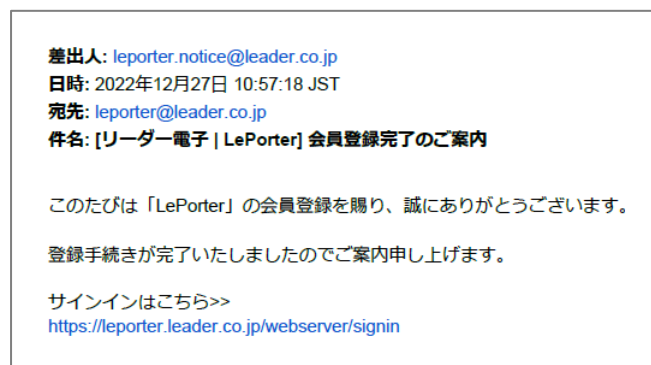 差出人: leporter.notice@leader.co.jp
日時: 2022年12月27日 10:57:18 JST
宛先: leporter@leader.co.jp
件名: [リーダー電子 | LePorter] 会員登録完了のご案内
このたびは「LePorter」の会員登録を賜り、誠にありがとうございます。
登録手続きが完了いたしましたのでご案内申し上げます。
サインインはこちら>>
https://leporter.leader.co.jp/webserver/signin